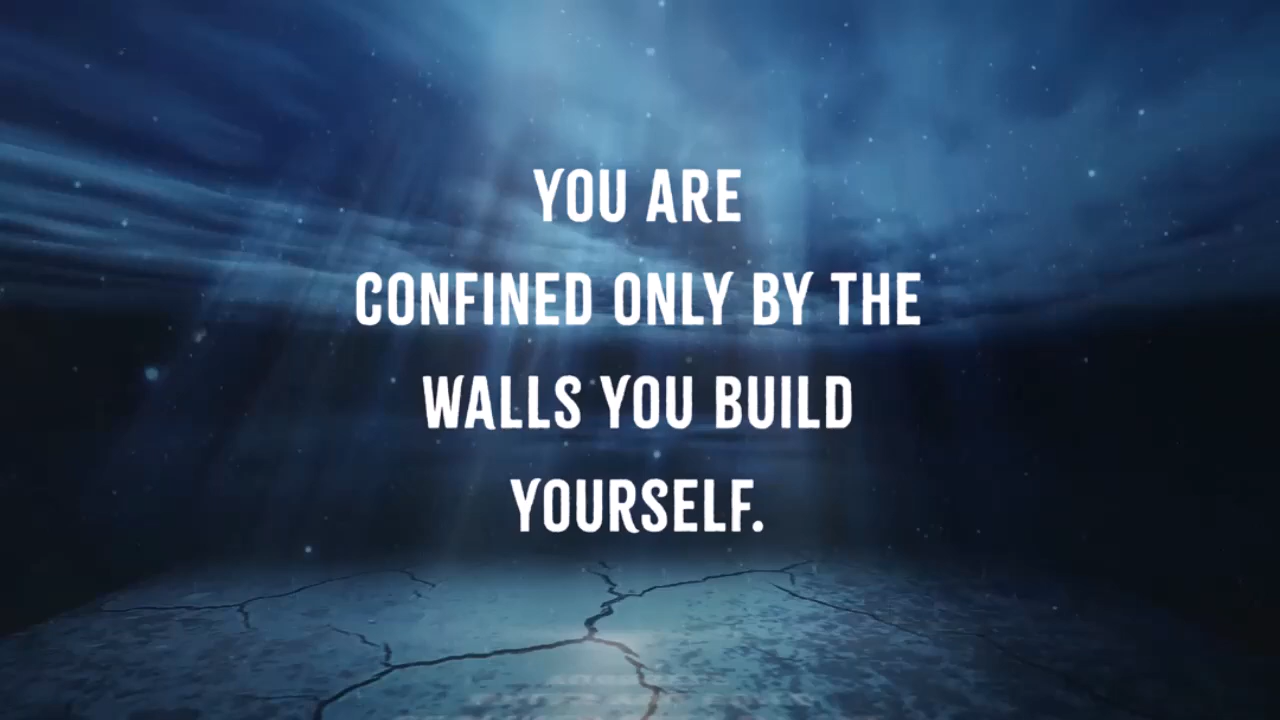 YOU ARE
CONFINED ONLY BY THE
WALLS YOU BUILD
YOURSELF.